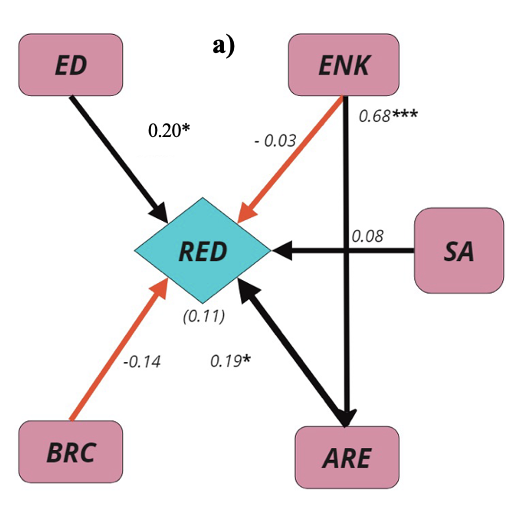 a)
ED
ENK
0.68***
0.20*
- 0.03
0.08
RED
SA
(0.11)
-0.14
0.19*
BRC
ARE